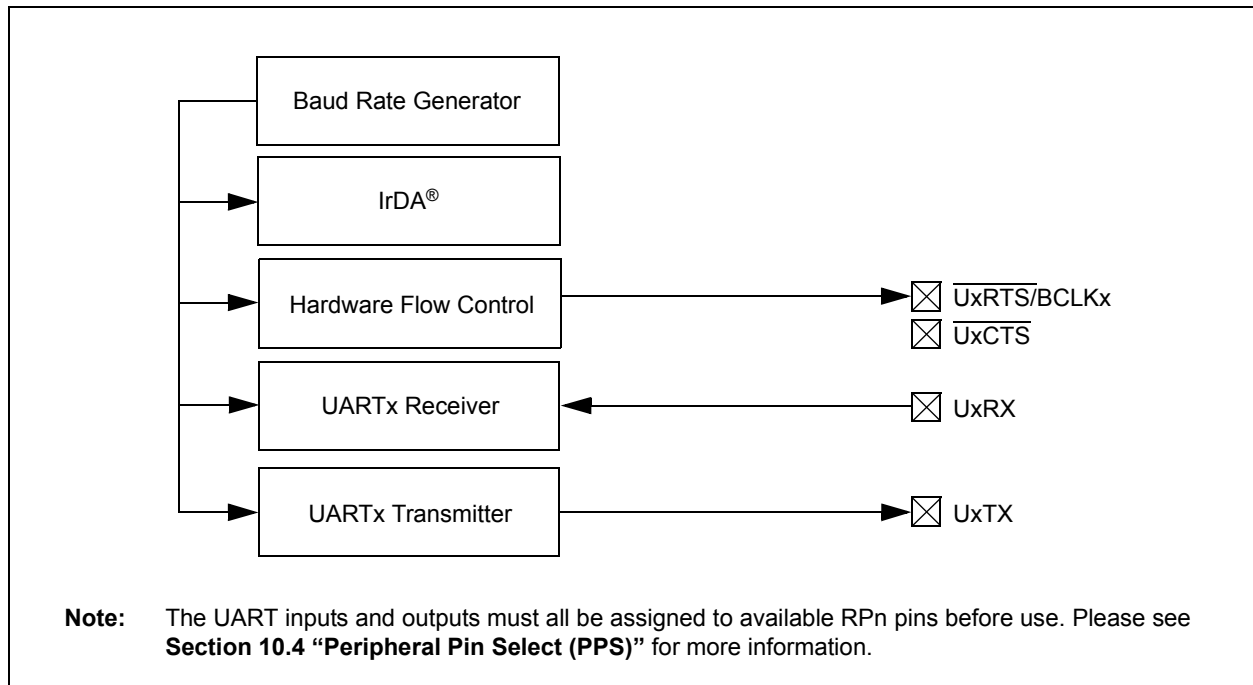 Baud Rate Generator
IrDA®
Hardware Flow Control
UxRTS/BCLKx
UxCTS
UARTx Receiver
UxRX
UARTx Transmitter
UxTX
Note: The UART inputs and outputs must all be assigned to available RPn pins before use. Please see
Section 10.4 “Peripheral Pin Select (PPS)” for more information.